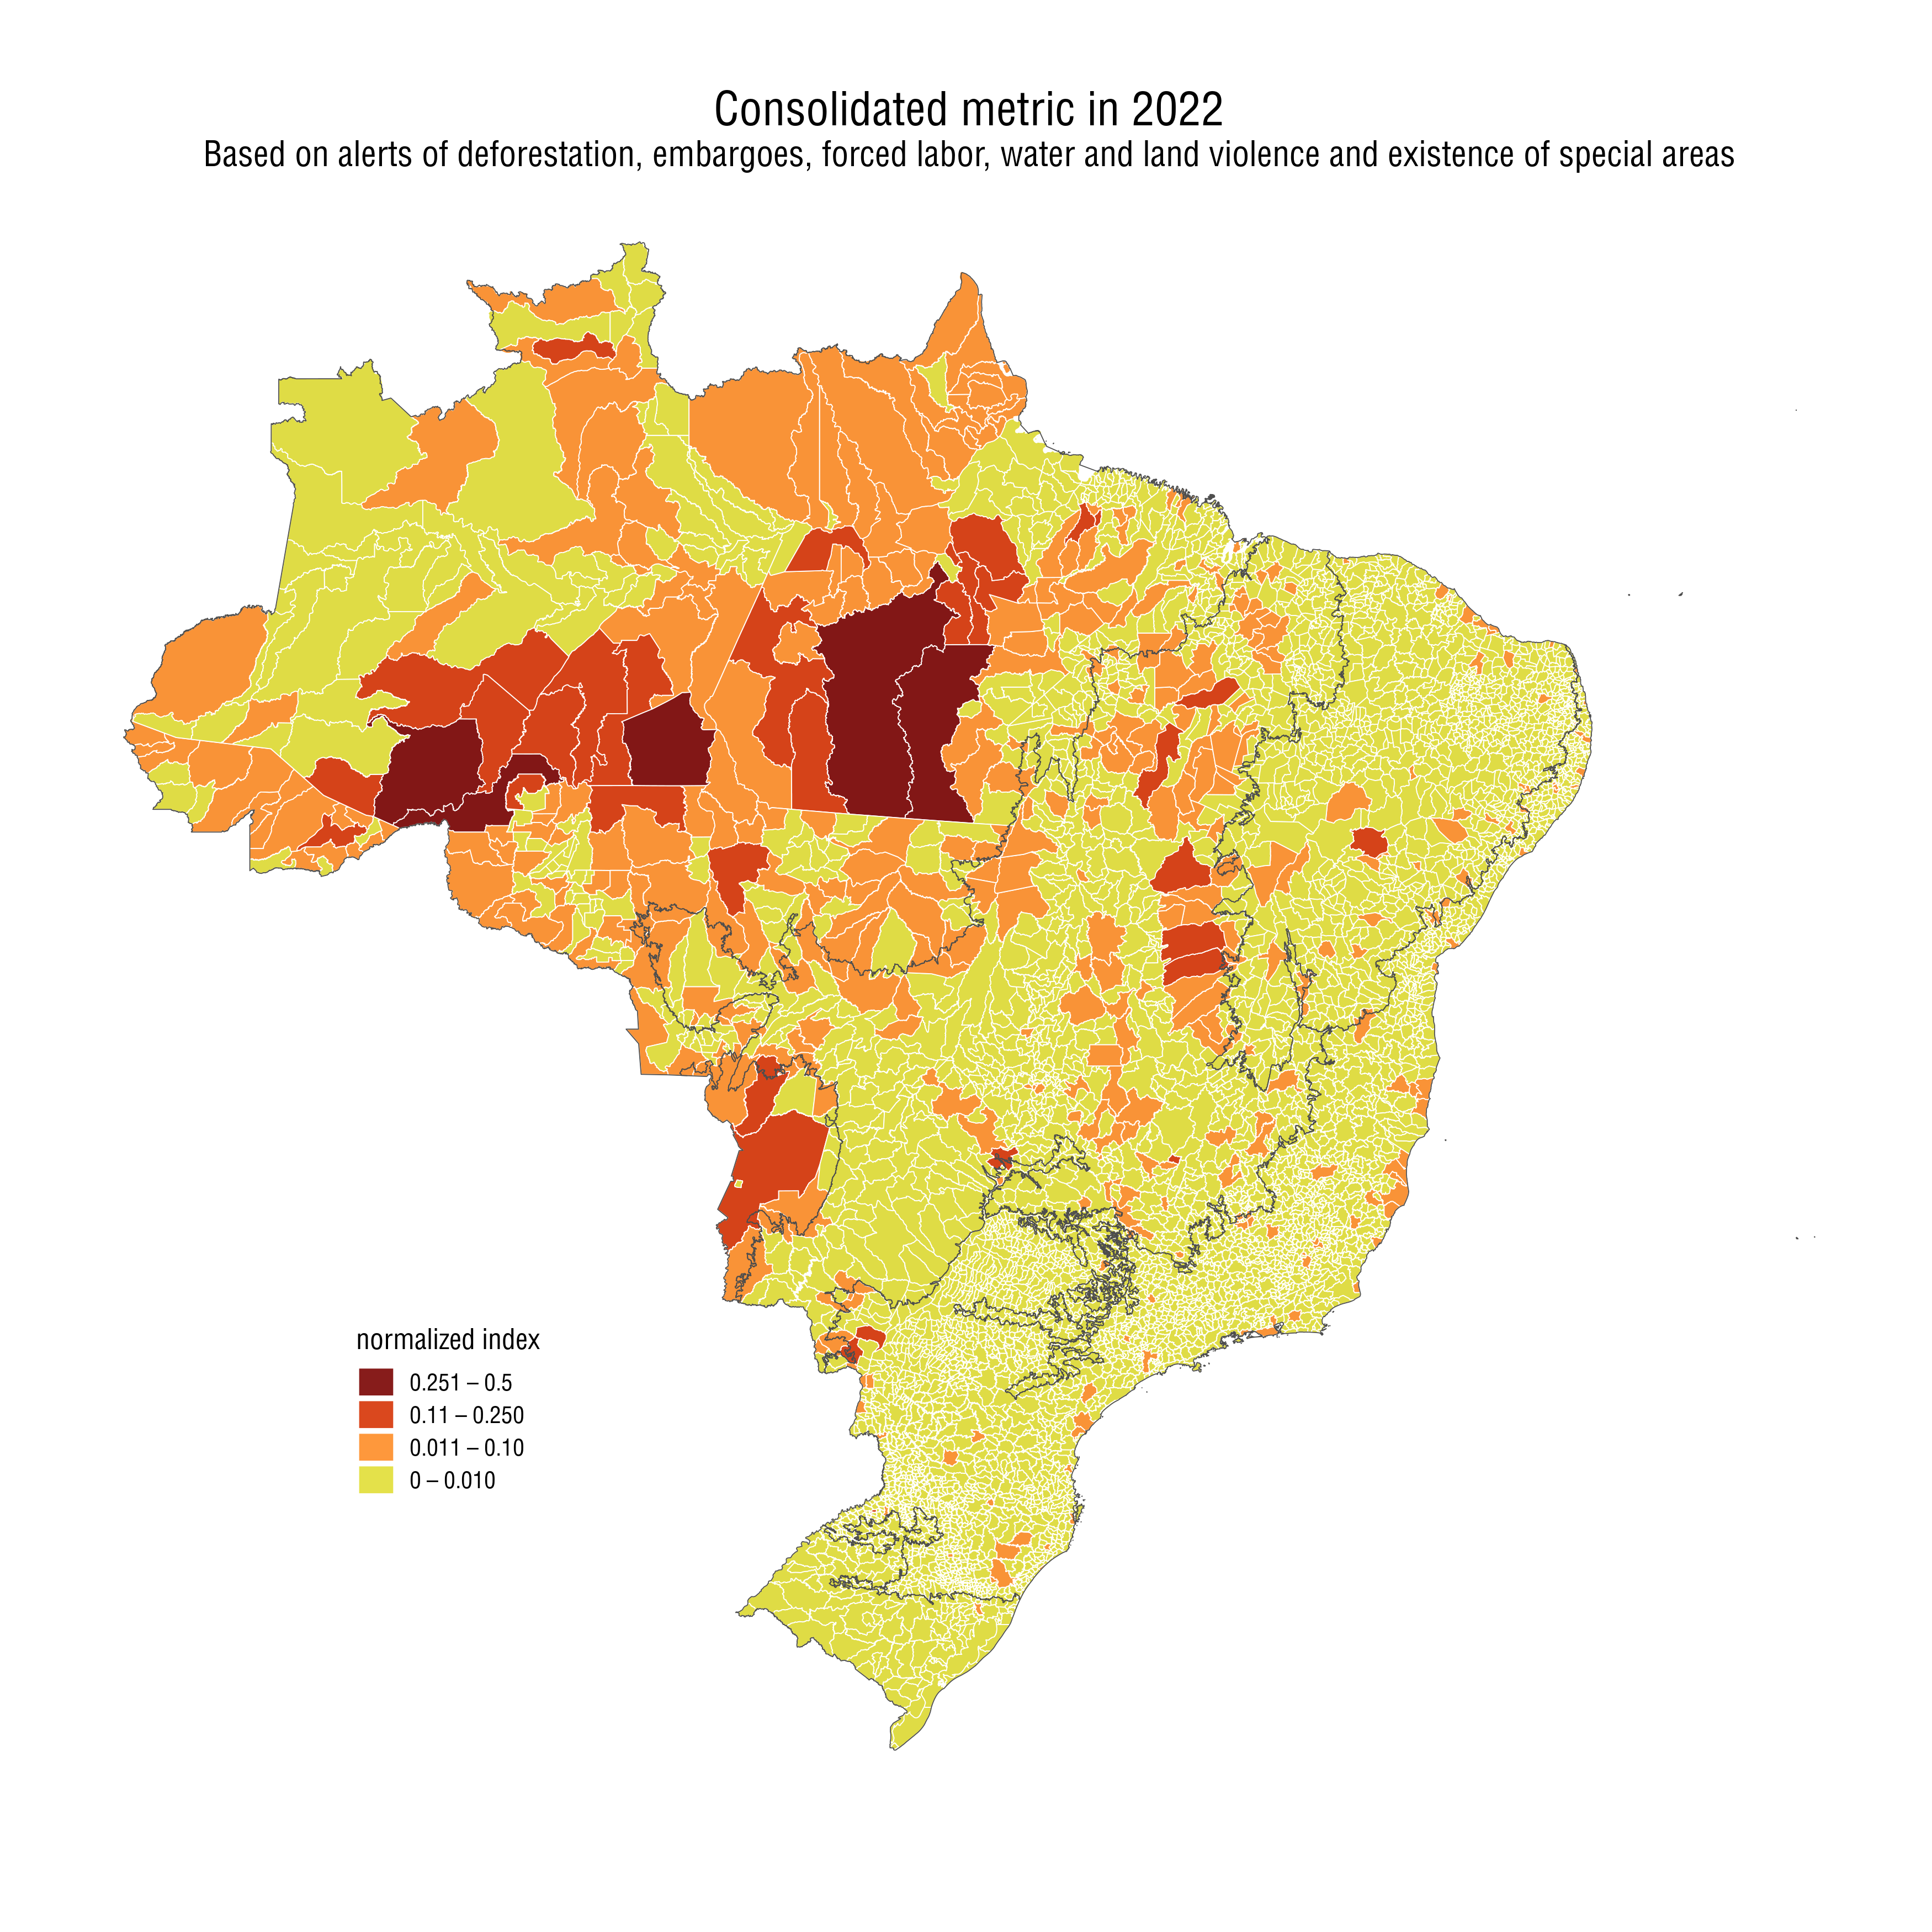 Consolidated metric in 2022
Based on alerts of deforestation, embargoes, forced labor, water and land violence and existence of special areas
normalized index
0.251 – 0.5
0.11 – 0.250
0.011 – 0.10
0 – 0.010